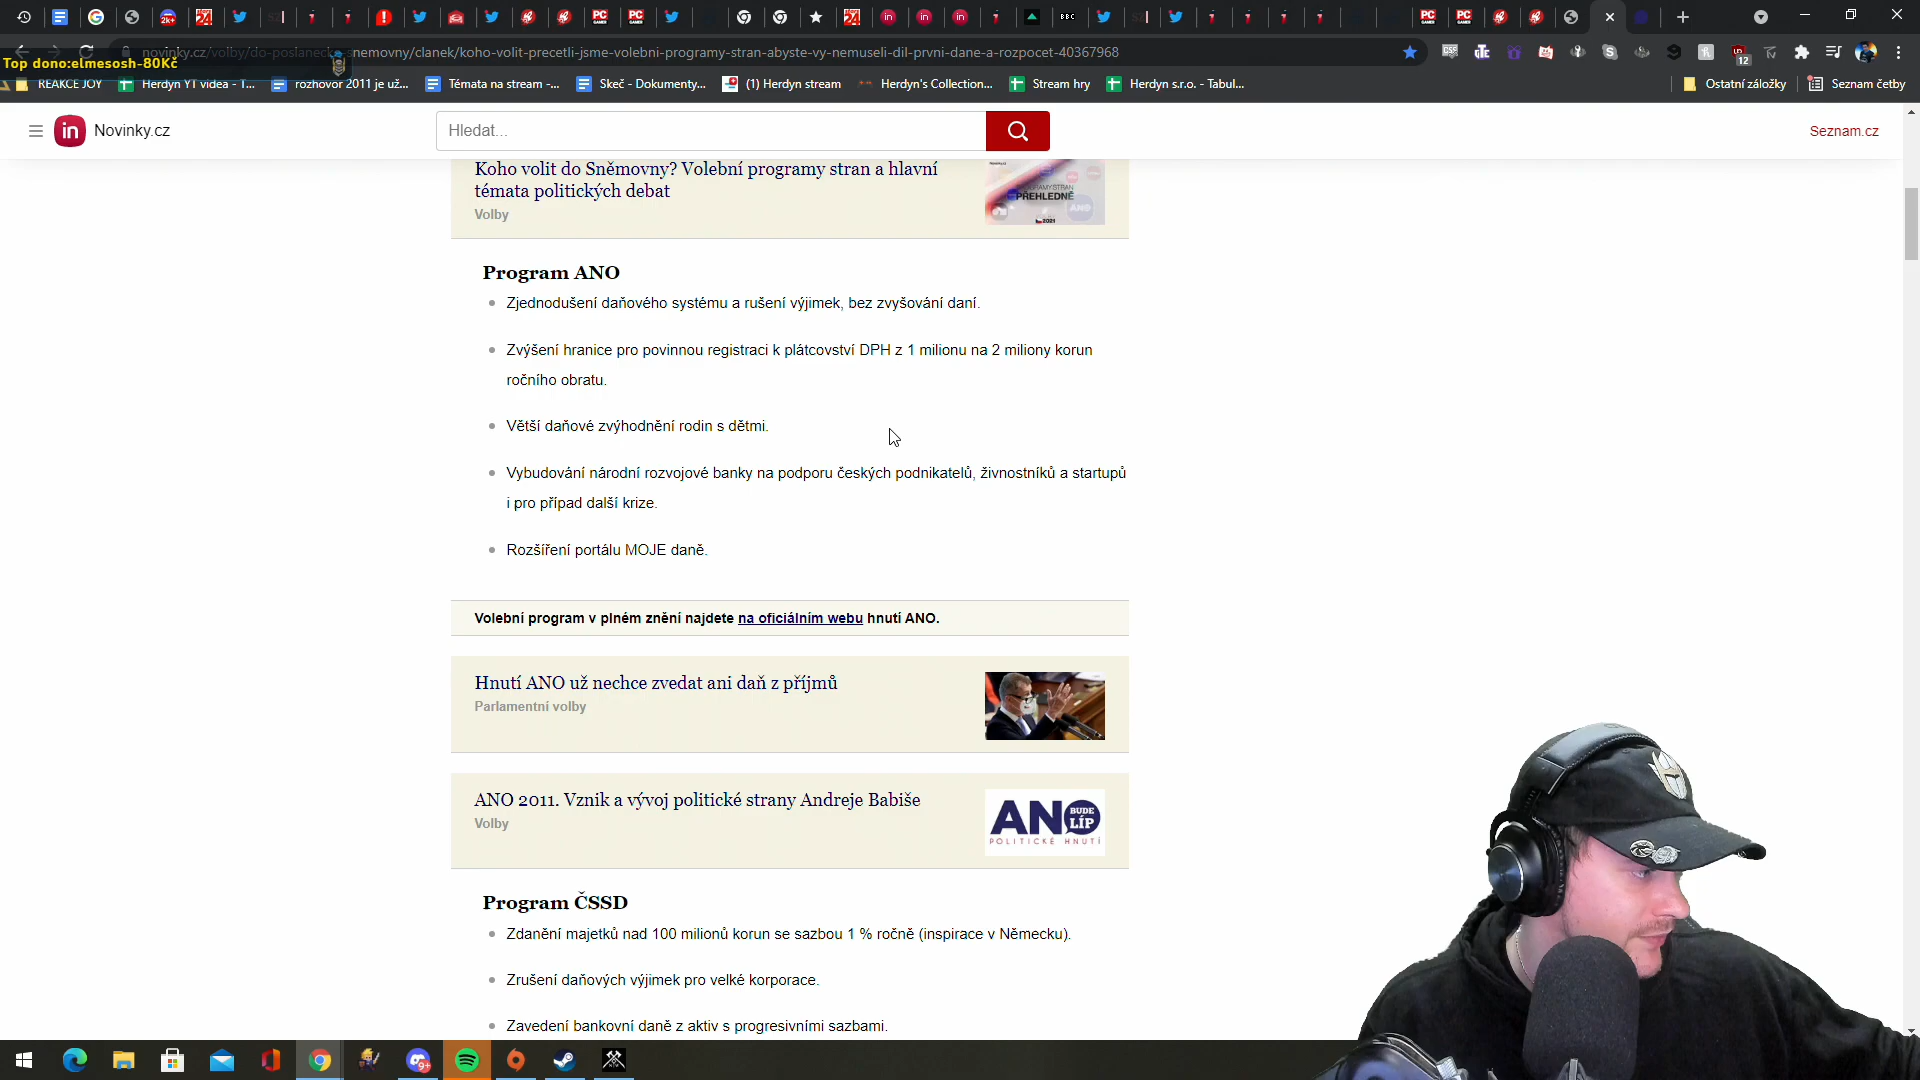 novinky.cz/volby/do-poslanecke-snemovny/clanek/koho-volit-precetli-jsme-volebni-programy-stran-abyste-vy-nemuseli-dil-prvni-dane-a-rozpocet-40367968
Top dono:elmesosh-80Kč
REAKCE JOY
Herdyn YT videa - T...
rozhovor 2011 je už...
Témata na stream -...
Skeč - Dokumenty...
(1) Herdyn stream
Herdyn's Collection...
Stream hry
Herdyn s.r.o. - Tabul...
Ostatní záložky
Seznam četby
in Novinky.cz
Hledat...
Seznam.cz
Koho volit do Sněmovny? Volební programy stran a hlavní
témata politických debat
Volby
PŘEHLEDNĚ
Program ANO
Zjednodušení daňového systému a rušení výjimek, bez zvyšování daní.
Zvýšení hranice pro povinnou registraci k plátcovství DPH z 1 milionu na 2 miliony korun
ročního obratu.
Větší daňové zvýhodnění rodin s dětmi.
Vybudování národní rozvojové banky na podporu českých podnikatelů, živnostníků a startupů
i pro případ další krize.
Rozšíření portálu MOJE daně.
Volební program v plném znění najdete na oficiálním webu hnutí ANO.
Hnutí ANO už nechce zvedat ani daň z příjmů
Parlamentní volby
ANO 2011. Vznik a vývoj politické strany Andreje Babiše
Volby
ANO BUDE LÍP
POLITICKÉ HNUTÍ
Program ČSSD
Zdanění majetků nad 100 milionů korun se sazbou 1 % ročně (inspirace v Německu).
Zrušení daňových výjimek pro velké korporace.
Zavedení bankovní daně z aktiv s progresivními sazbami.